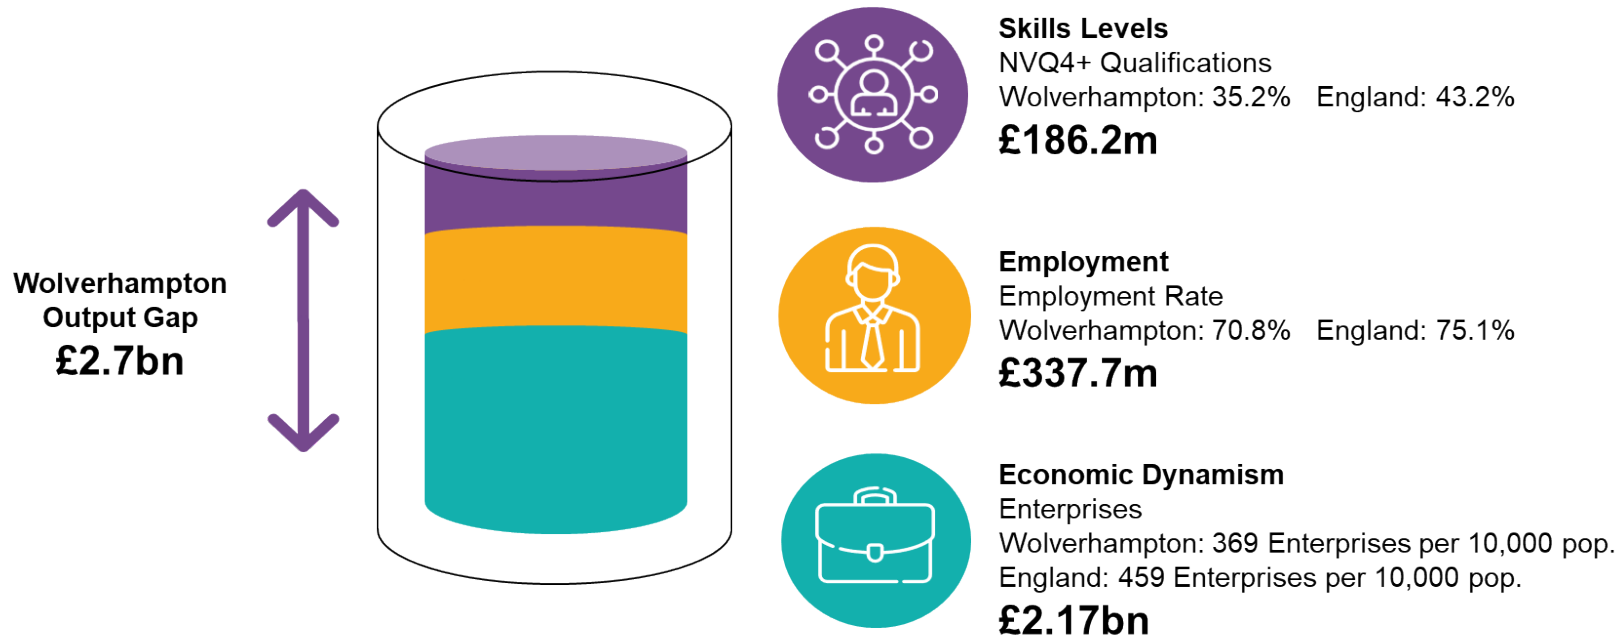 Wolverhampton
Output Gap
£2.7bn
Skills Levels
NVQ4+ Qualifications
Wolverhampton: 35.2% England: 43.2%
£186.2m
Employment
Employment Rate
Wolverhampton: 70.8% England: 75.1%
£337.7m
Economic Dynamism
Enterprises
Wolverhampton: 369 Enterprises per 10,000 pop.
England: 459 Enterprises per 10,000 pop.
£2.17bn